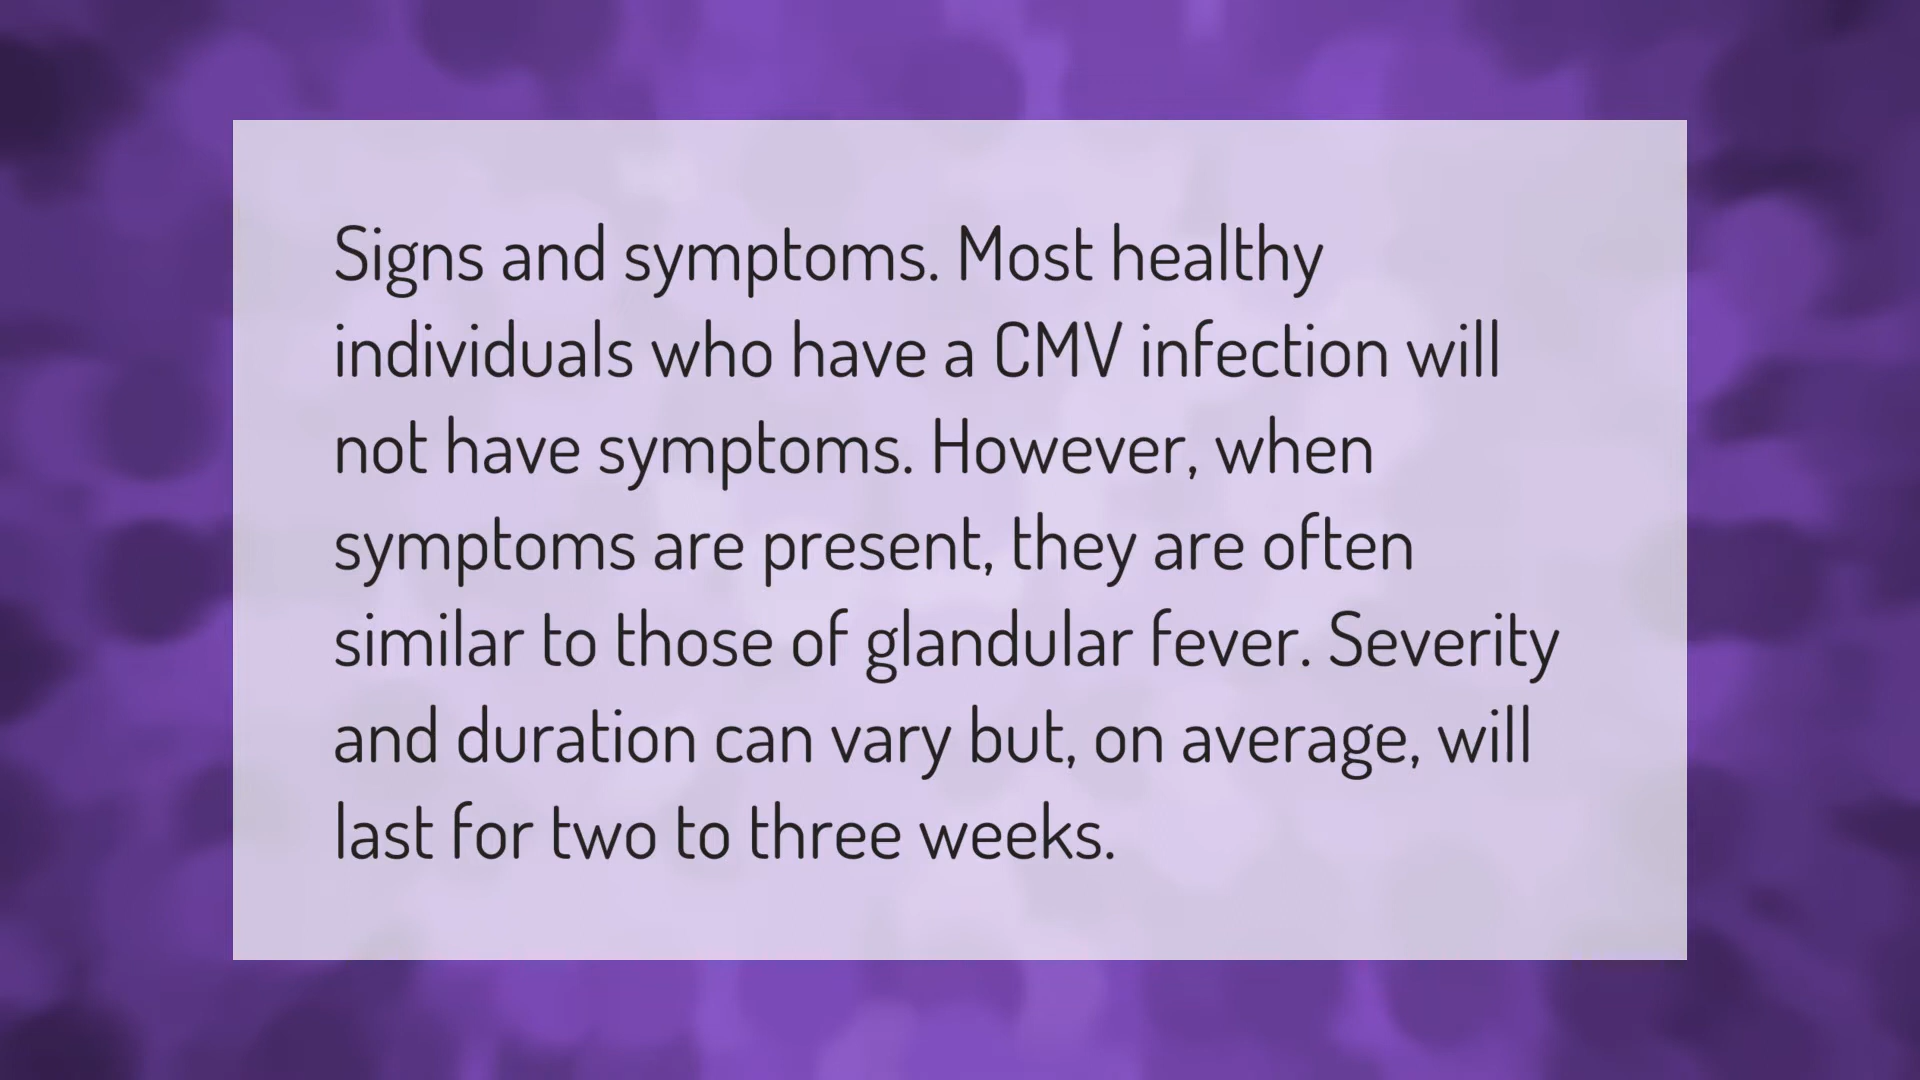 Signs and symptoms. Most healthy
individuals who have a CMV infection will
not have symptoms. However, when
symptoms are present, they are often
similar to those of glandular fever. Severity
and duration can vary but, on average, will
last for two to three weeks.